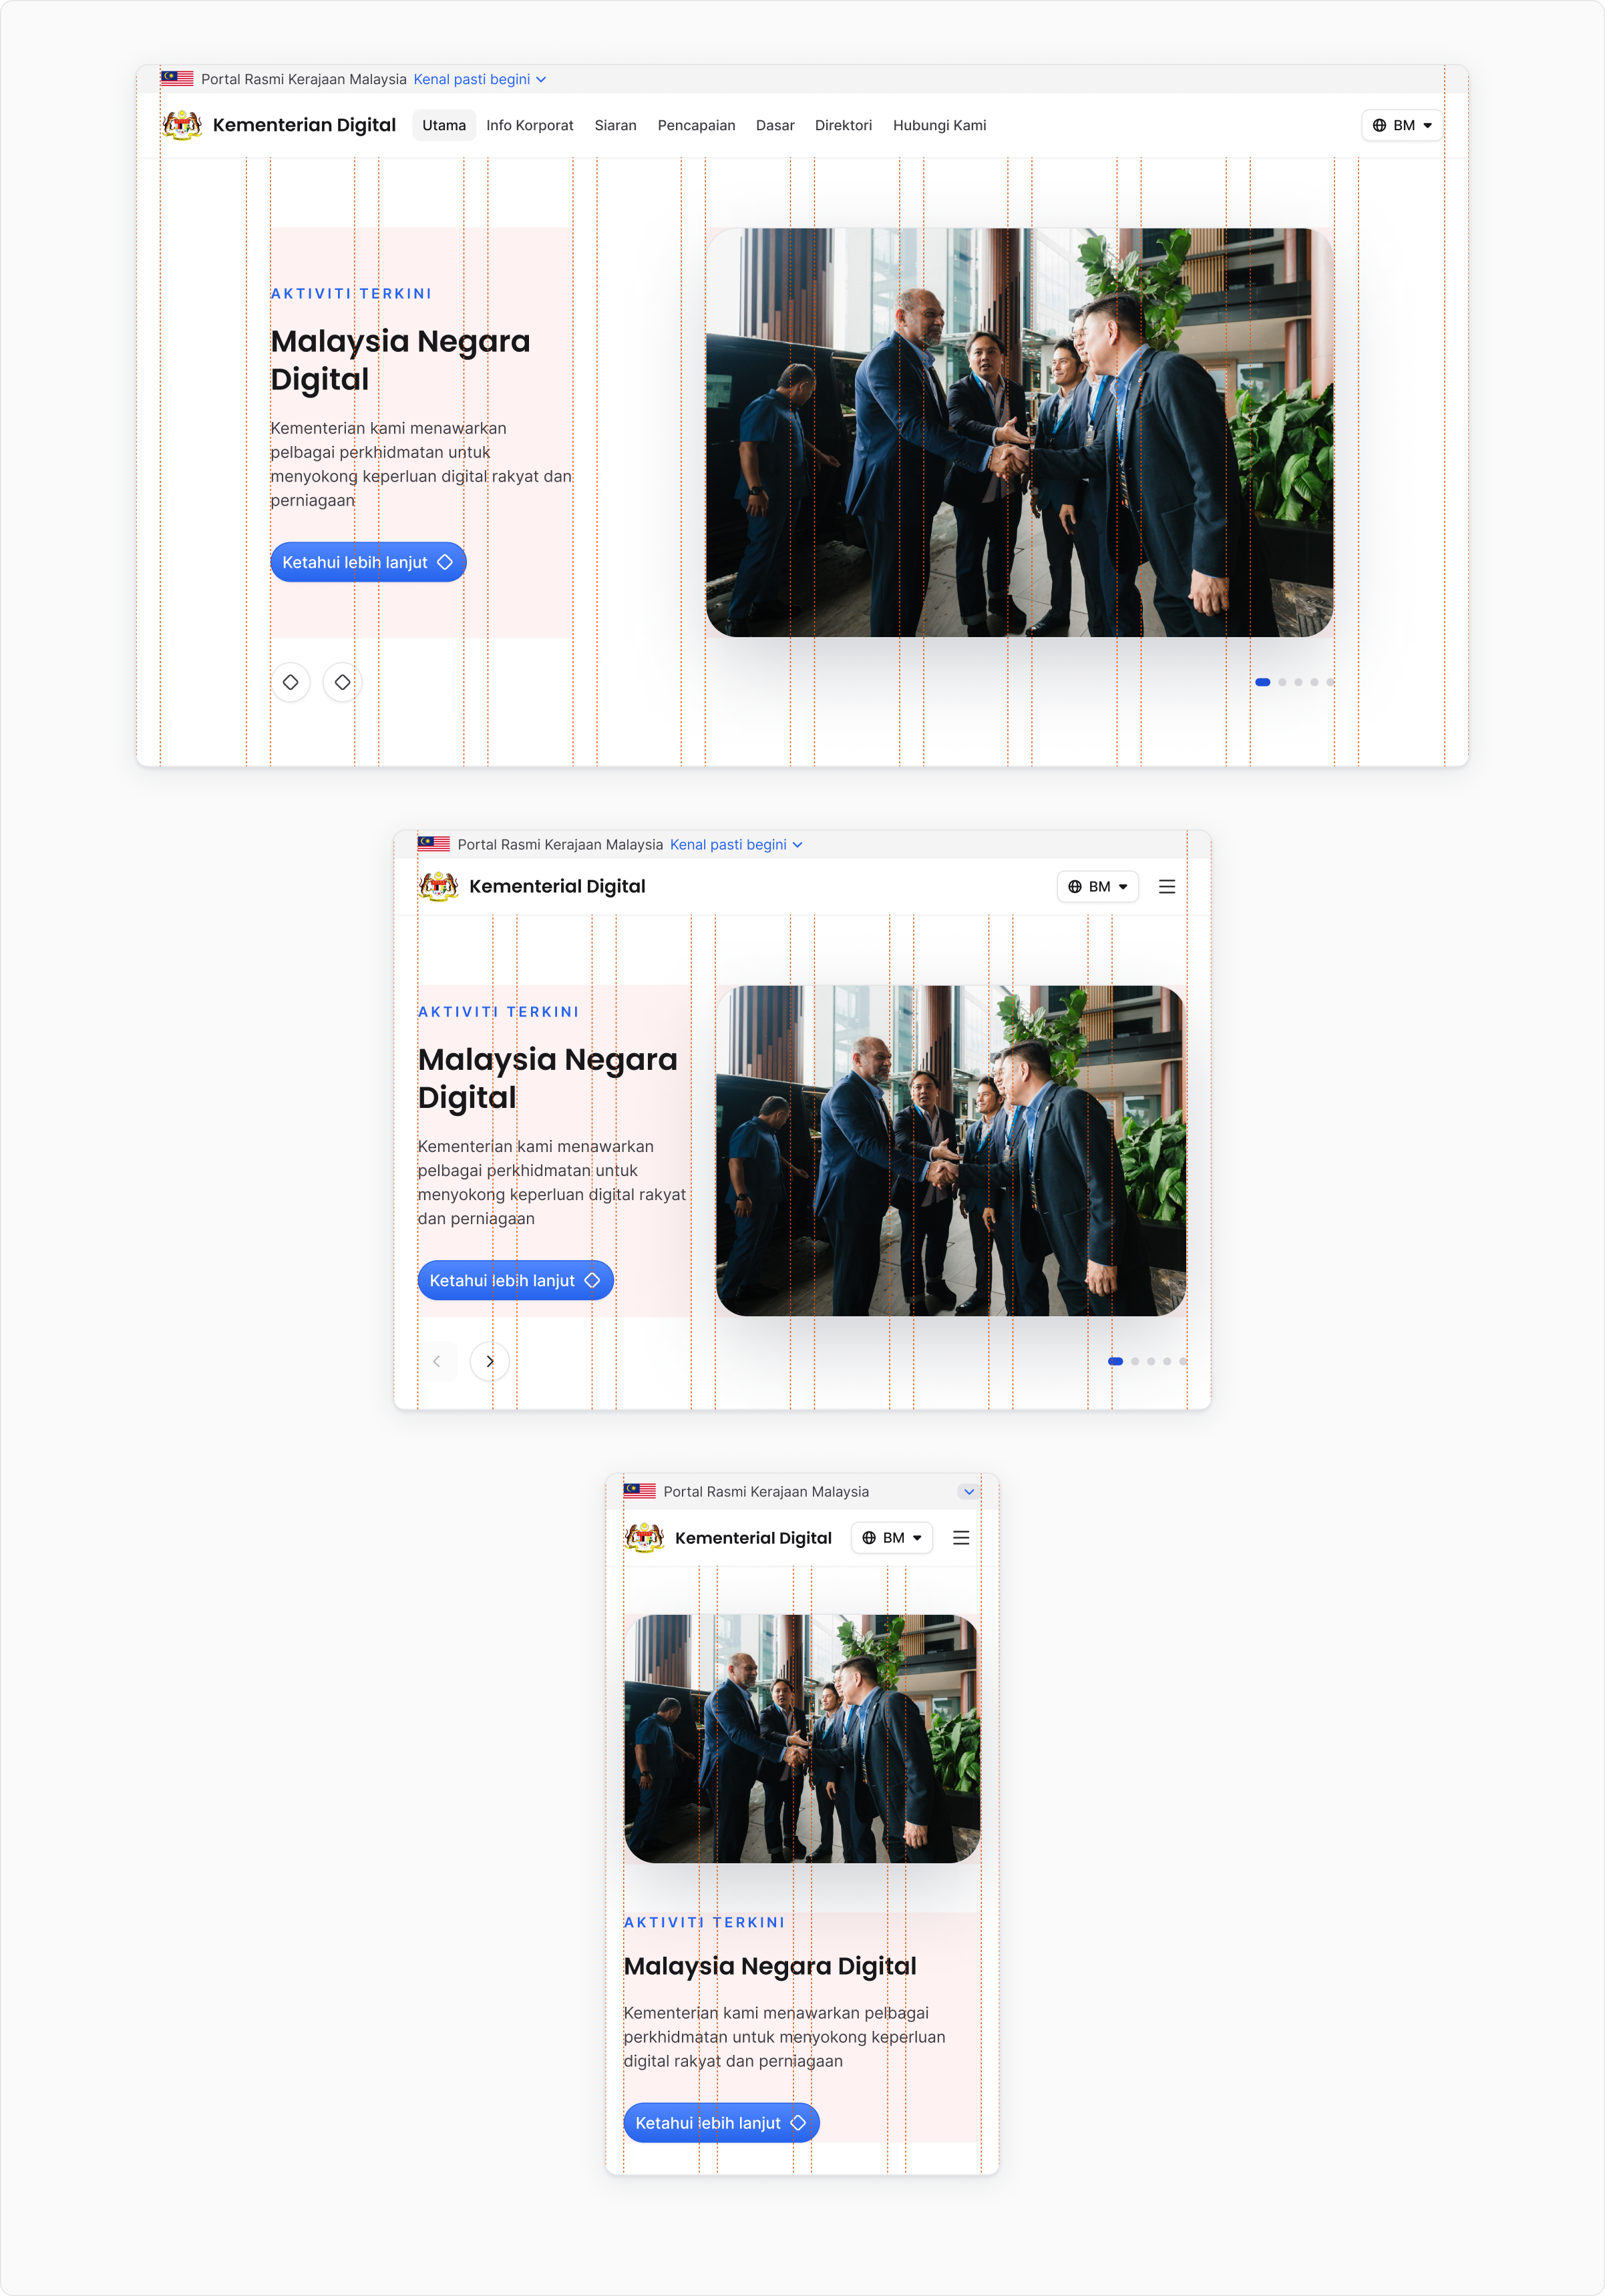 Portal Rasmi Kerajaan Malaysia Kenal pasti begini
Kementerian Digital Utama Info Korporat Siaran Pencapaian Dasar Direktori Hubungi Kami BM
AKTIVITI TERKINI
Malaysia Negara
Digital
Kementerian kami menawarkan
pelbagai perkhidmatan untuk
menyokong keperluan digital rakyat dan
perniagaan
Ketahui lebih lanjut
Portal Rasmi Kerajaan Malaysia Kenal pasti begini
Kementerial Digital BM
AKTIVITI TERKINI
Malaysia Negara
Digital
Kementerian kami menawarkan
pelbagai perkhidmatan untuk
menyokong keperluan digital rakyat
dan perniagaan
Ketahui lebih lanjut
Portal Rasmi Kerajaan Malaysia
Kementerial Digital BM
AKTIVITI TERKINI
Malaysia Negara Digital
Kementerian kami menawarkan pelbagai
perkhidmatan untuk menyokong keperluan
digital rakyat dan perniagaan
Ketahui lebih lanjut